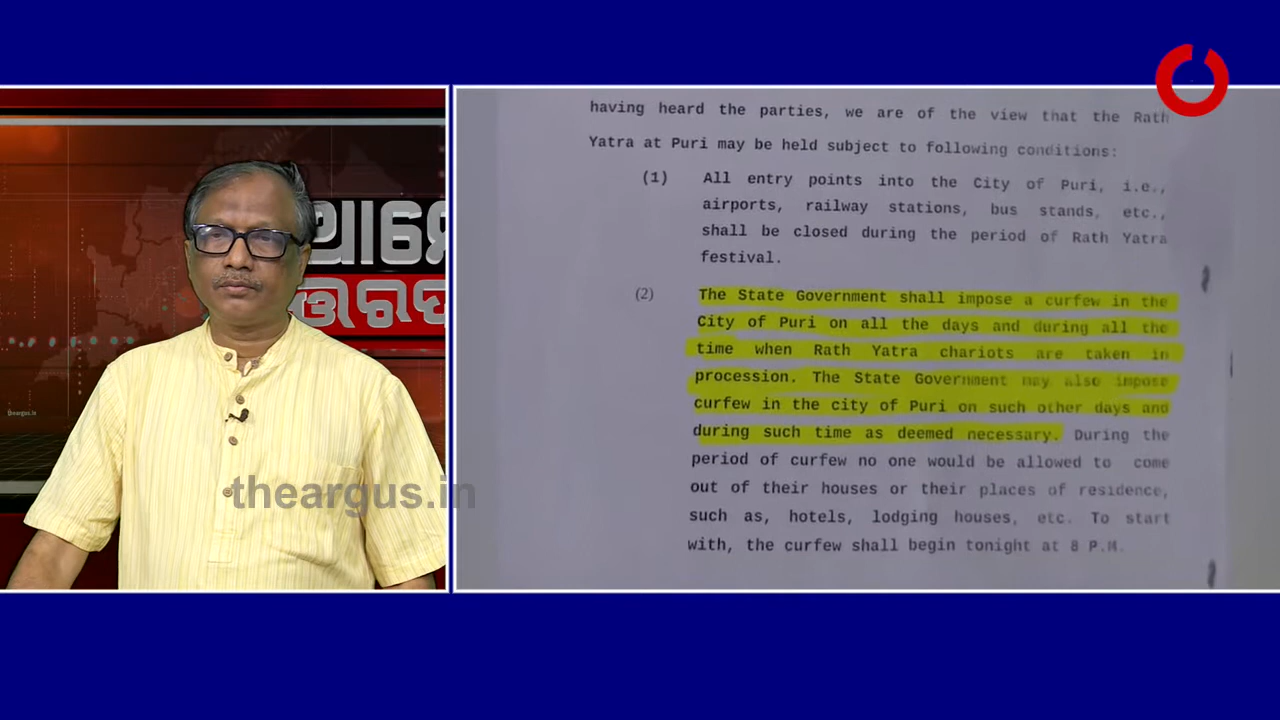 having heard the parties, we are of the view that the Rath
Yatra at Puri may be held subject to following conditions:
(1) All entry points into the City of Puri, i.e.,
airports, railway stations, bus stands, etc.,
shall be closed during the period of Rath Yatra
festival.
(2) The State Government shall impose a curfew in the
City of Puri on all the days and during all the
time when Rath Yatra chariots are taken in
procession. The State Government may also impose
curfew in the city of Puri on such other days and
during such time as deemed necessary. During the
period of curfew no one would be allowed to come
out of their houses or their places of residence,
such as, hotels, lodging houses, etc. To start
with, the curfew shall begin tonight at 8 P.M.
theargus.in
theargus.in